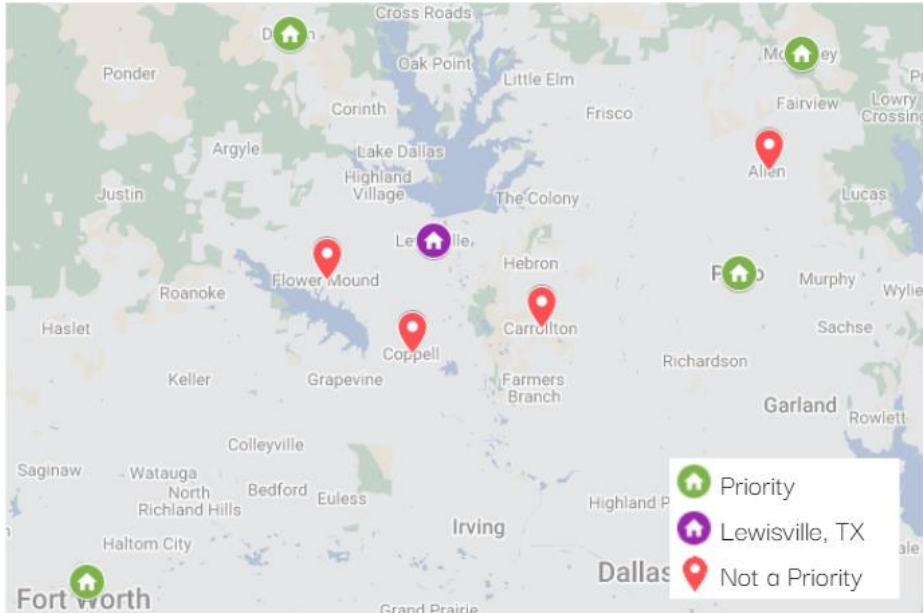 Cross Roads
Ponder
Oak Point
Little Elm
Fairview
Corinth
Frisco
Lowry
Crossing
Argyle
Lake Dallas
Highland
Village
Allen
Justin
The Colony
Lucas
Hebron
Flower Mound
Roanoke
Murphy
Wylie
Haslet
Carrollton
Sachse
Coppell
Richardson
Keller
Grapevine
Farmers
Branch
Garland
Rowlett
Colleyville
Saginaw
Watauga
North
Richland Hills
Bedford
Euless
Priority
Highland P
Irving
Lewisville, TX
Haltom City
Dallas
Not a Priority
Fort Worth
Grand Prairie